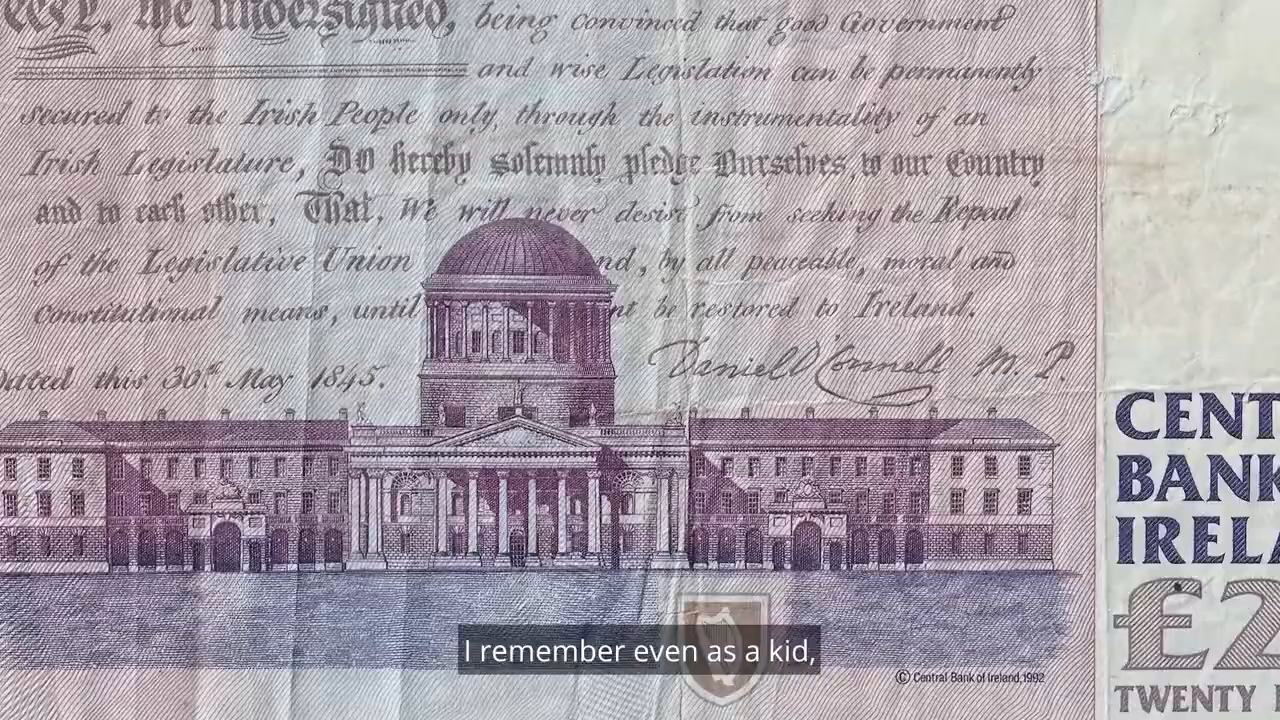 the undersigned, being convinced that good Government
and wise Legislation can be permanently
secured to the Irish People only, through the instrumentality of an
Irish Legislature, DO hereby solemnly pledge Ourselves, to our Country
and to each other, That, We will never desist from seeking the Repeal
of the Legislative Union nd, by all peaceable, moral and
Constitutional means, until nt be restored to Ireland.
Dated this 30th May 1845. Daniel O'Connell M. P.
CENT
BANK
IREL
£2
TWENTY
I remember even as a kid,
© Central Bank of Ireland, 1992